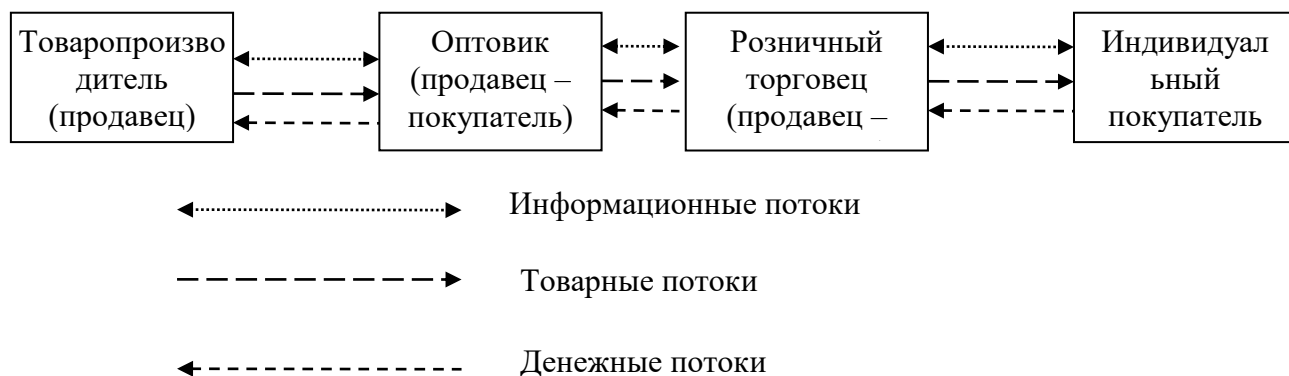 Товаропроизво
дитель
(продавец)
Оптовик
(продавец –
покупатель)
Розничный
торговец
(продавец –
Индивидуал
ьный
покупатель
Информационные потоки
Товарные потоки
Денежные потоки